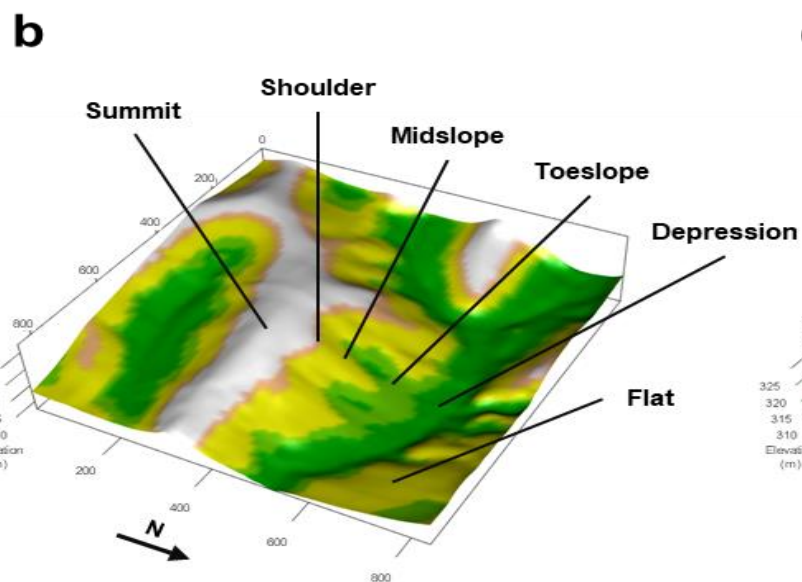 b
Summit
Shoulder
Midslope
Toeslope
Depression
Flat
0
200
400
600
800
200
400
600
800
N
325
320
315
310
(m)